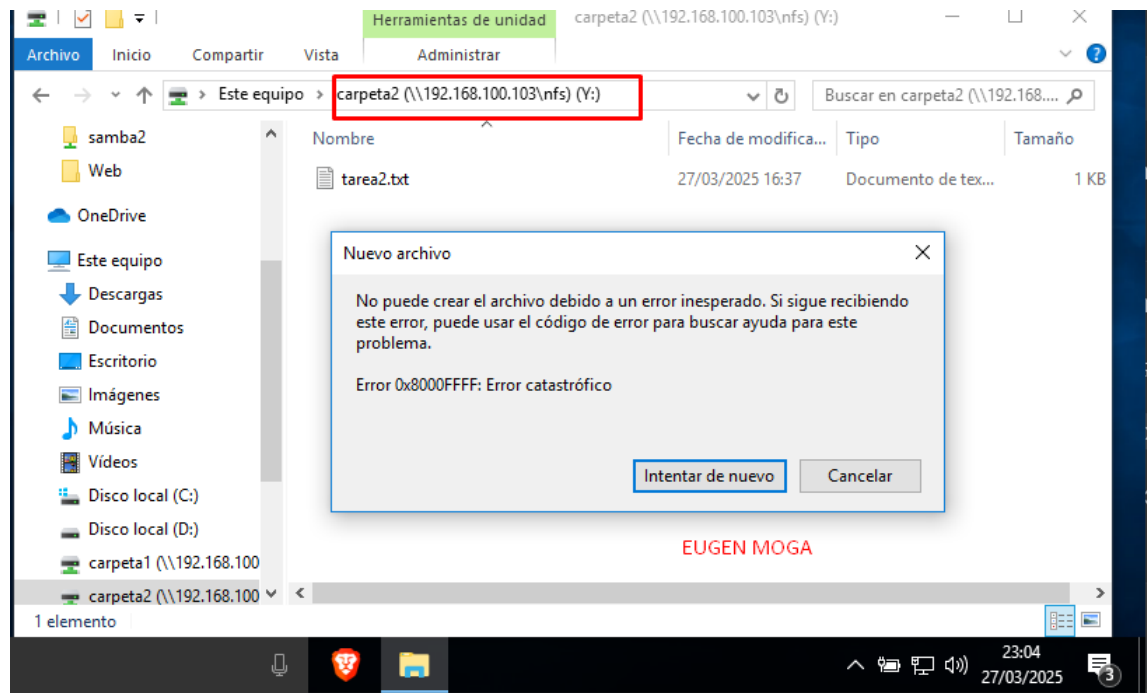 Herramientas de unidad
carpeta2 (\\192.168.100.103\nfs) (Y:)
Archivo
Inicio
Compartir
Vista
Administrar
Este equipo
carpeta2 (\\192.168.100.103\nfs) (Y:)
Buscar en carpeta2 (\\192.168....
samba2
Web
OneDrive
Este equipo
Descargas
Documentos
Escritorio
Imágenes
Música
Vídeos
Disco local (C:)
Disco local (D:)
carpeta1 (\\192.168.100
carpeta2 (\\192.168.100
Nombre
Fecha de modifica...
Tipo
Tamaño
tarea2.txt
27/03/2025 16:37
Documento de tex...
1 KB
Nuevo archivo
No puede crear el archivo debido a un error inesperado. Si sigue recibiendo
este error, puede usar el código de error para buscar ayuda para este
problema.
Error 0x8000FFFF: Error catastrófico
Intentar de nuevo
Cancelar
EUGEN MOGA
1 elemento
23:04
27/03/2025
3